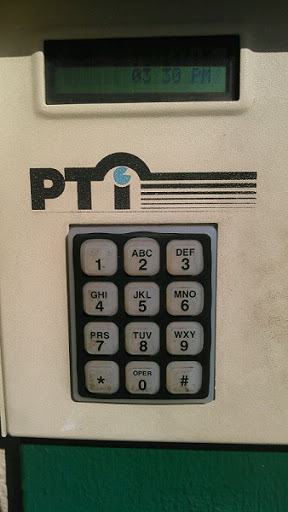 03 30 PM
PTi
1
ABC
2
DEF
3
GHI
4
JKL
5
MNO
6
PRS
7
TUV
8
WXY
9
*
OPER
0
#